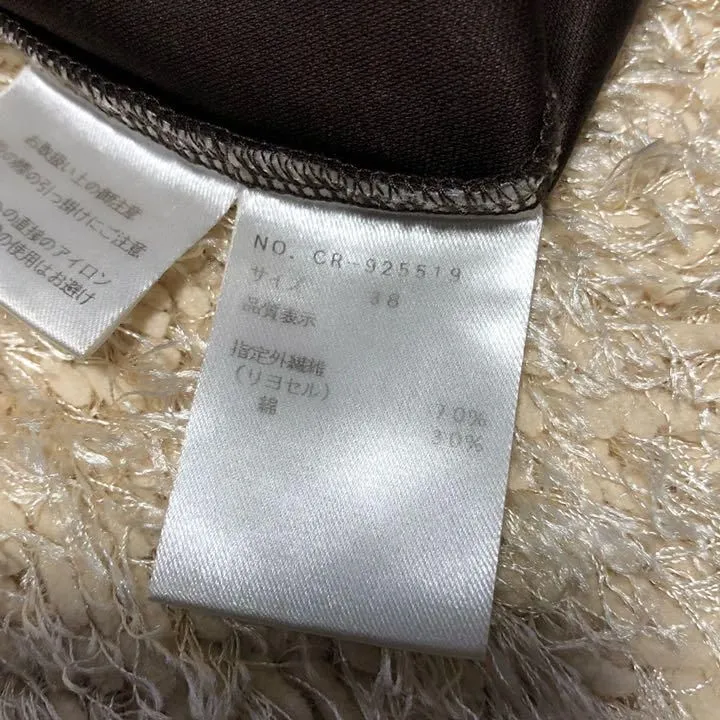 お取扱い上の御注意
の際の引っ掛けにご注意
の直接のアイロン
の使用はお避け
NO. CR-925519
サイズ 38
品質表示
指定外繊維
(リヨセル) 70%
綿 30%